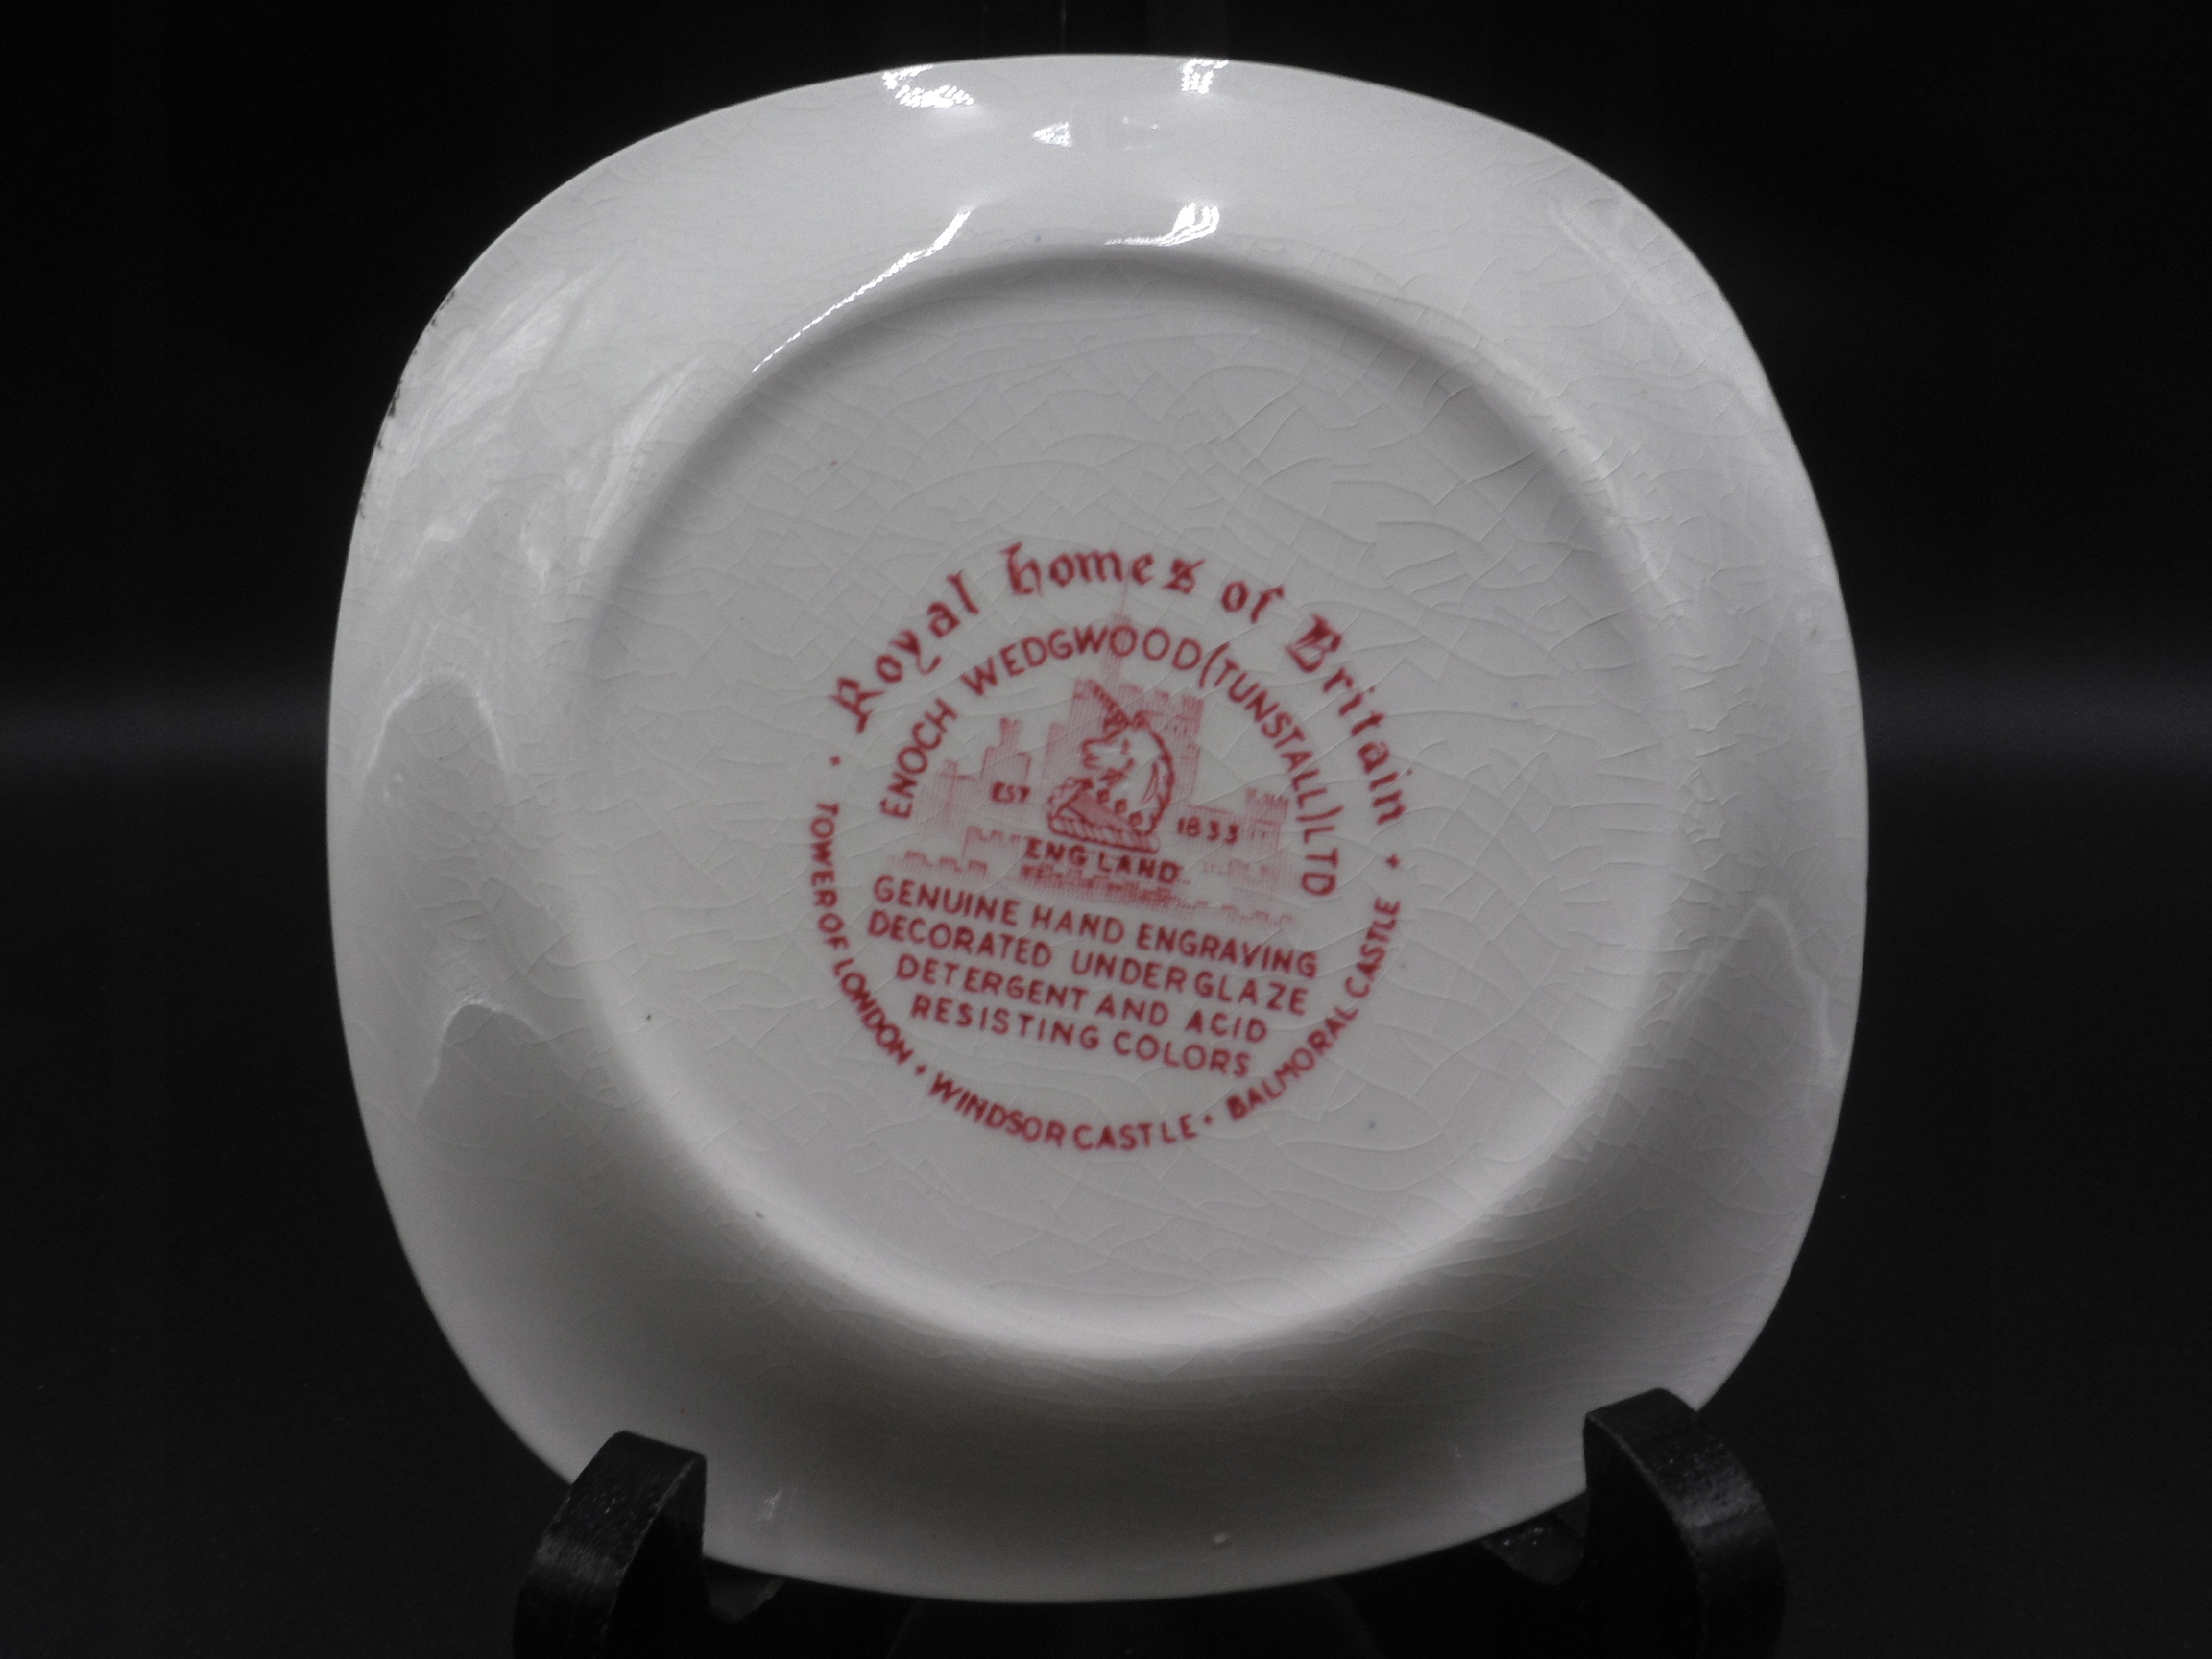 Royal homes of Britain
ENOCH WEDGWOOD (TUNSTALL) LTD
EST 1833
ENGLAND
GENUINE HAND ENGRAVING
DECORATED UNDERGLAZE
DETERGENT AND ACID
RESISTING COLORS
TOWER OF LONDON • WINDSOR CASTLE • BALMORAL CASTLE